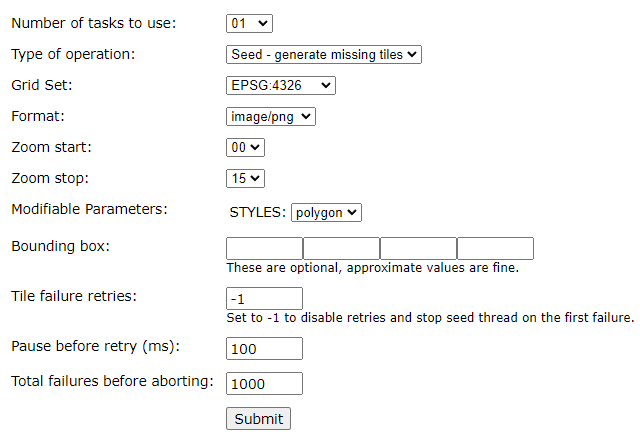 Number of tasks to use: 01
Type of operation: Seed - generate missing tiles
Grid Set: EPSG:4326
Format: image/png
Zoom start: 00
Zoom stop: 15
Modifiable Parameters: STYLES: polygon
Bounding box:
These are optional, approximate values are fine.
Tile failure retries: -1
Set to -1 to disable retries and stop seed thread on the first failure.
Pause before retry (ms): 100
Total failures before aborting: 1000
Submit